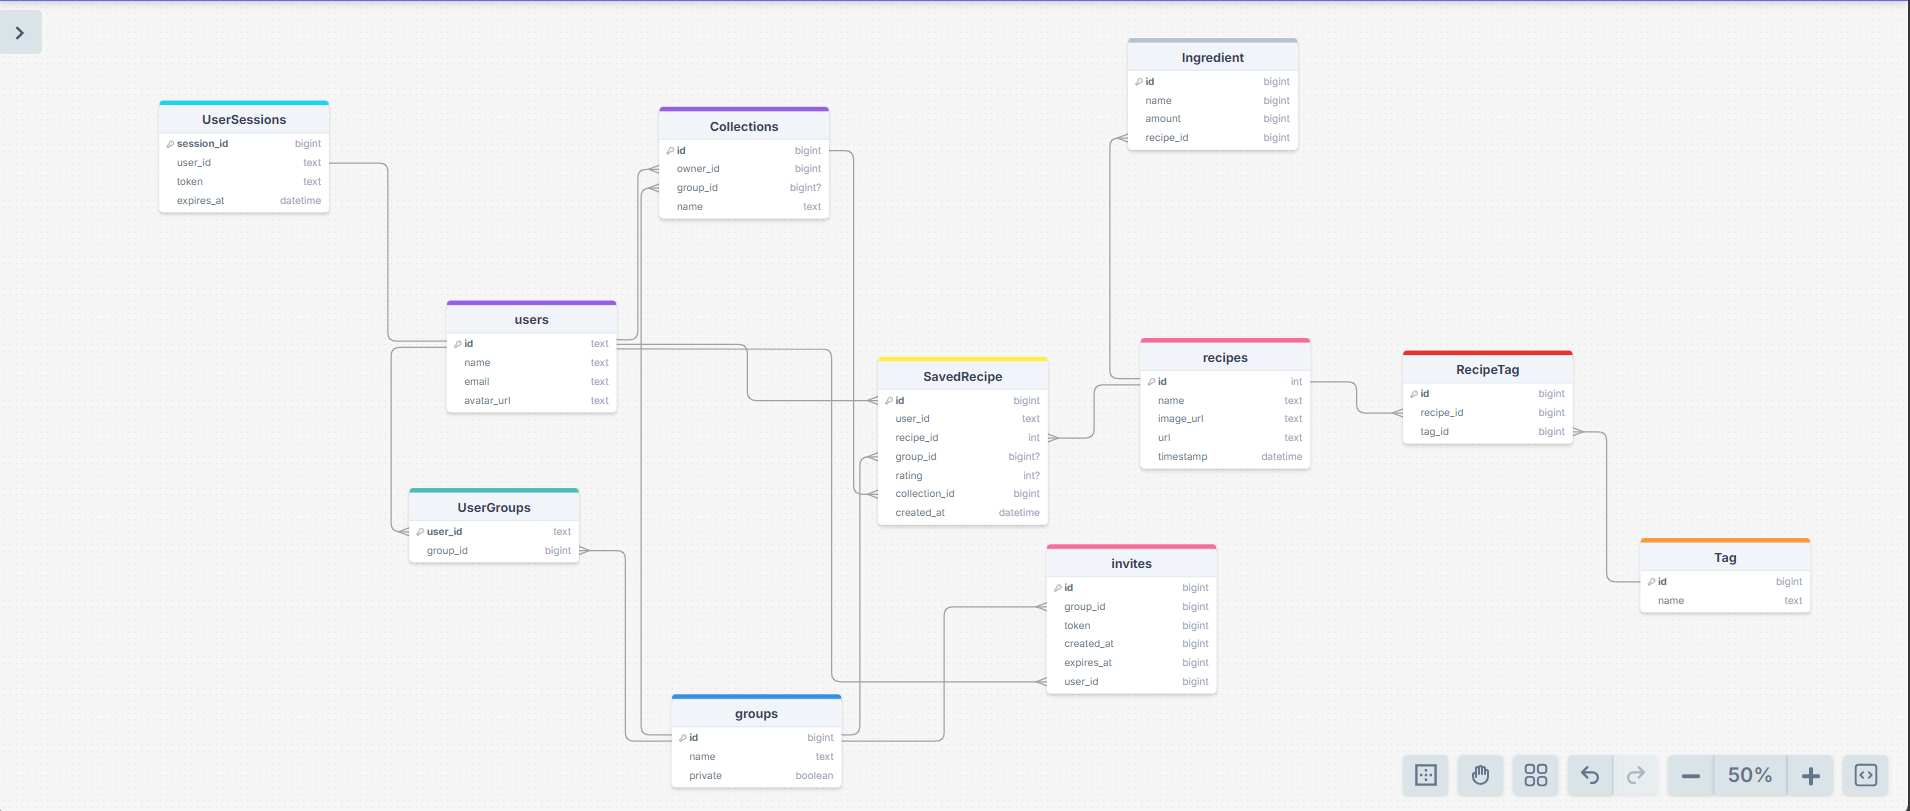 Ingredient
id bigint
name bigint
amount bigint
recipe_id bigint
UserSessions
session_id bigint
user_id text
token text
expires_at datetime
Collections
id bigint
owner_id bigint
group_id bigint?
name text
users
id text
name text
email text
avatar_url text
SavedRecipe
id bigint
user_id text
recipe_id int
group_id bigint?
rating int?
collection_id bigint
created_at datetime
recipes
id int
name text
image_url text
url text
timestamp datetime
RecipeTag
id bigint
recipe_id bigint
tag_id bigint
UserGroups
user_id text
group_id bigint
invites
id bigint
group_id bigint
token bigint
created_at bigint
expires_at bigint
user_id bigint
Tag
id bigint
name text
groups
id bigint
name text
private boolean
50%